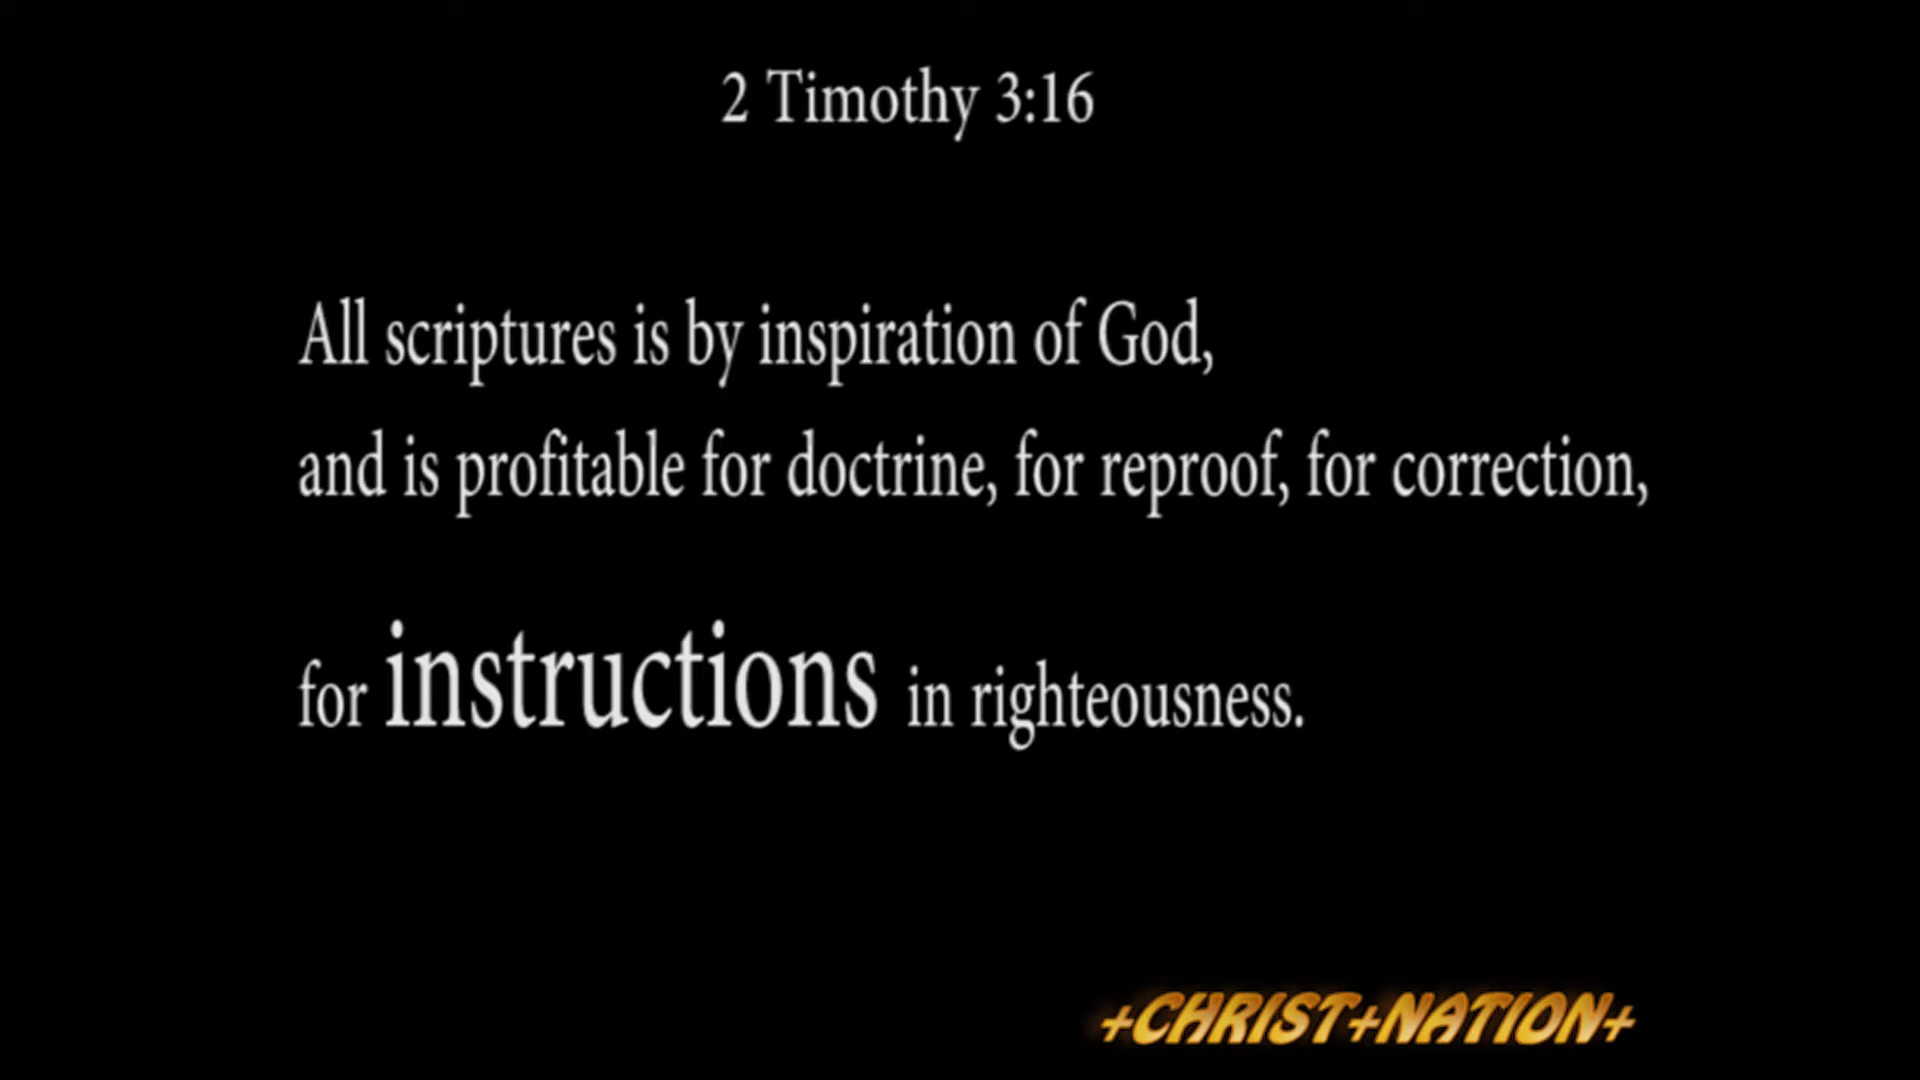 2 Timothy 3:16
All scriptures is by inspiration of God,
and is profitable for doctrine, for reproof, for correction,
for instructions in righteousness.
+CHRIST+NATION+